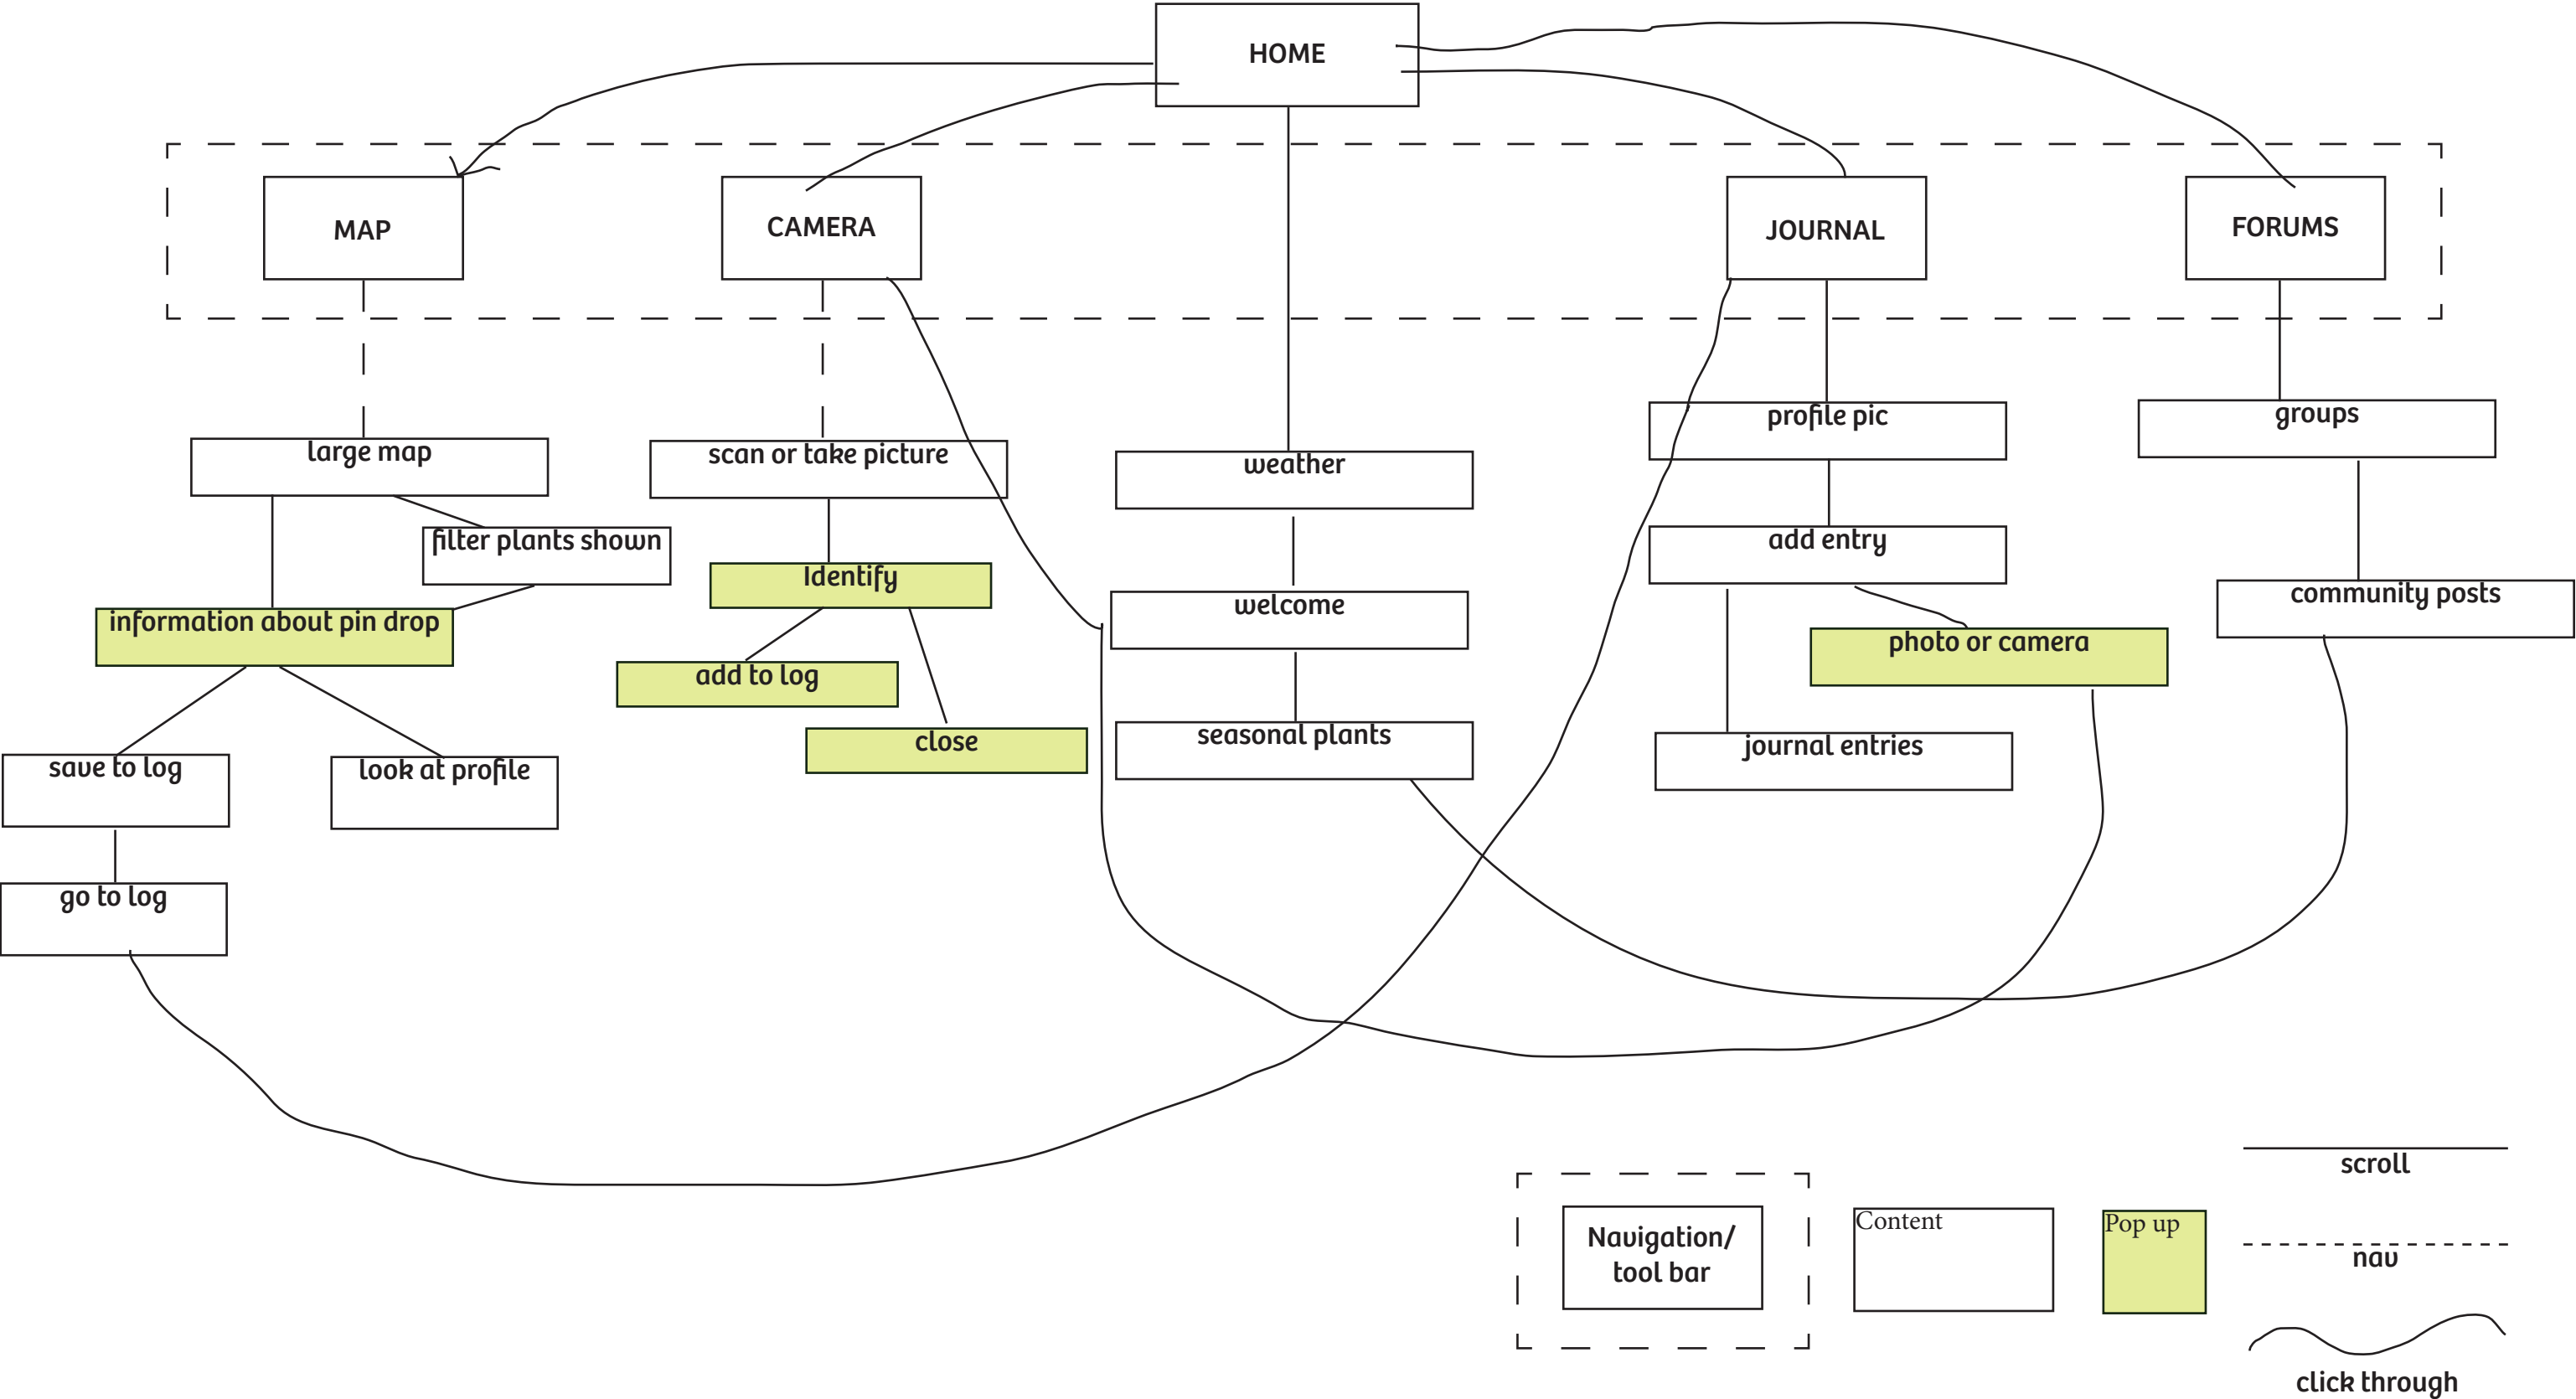 HOME
MAP
CAMERA
JOURNAL
FORUMS
large map
scan or take picture
weather
profile pic
groups
filter plants shown
Identify
add entry
information about pin drop
welcome
community posts
add to log
photo or camera
close
seasonal plants
journal entries
save to log
look at profile
go to log
Navigation/
tool bar
Content
Pop up
scroll
nav
click through